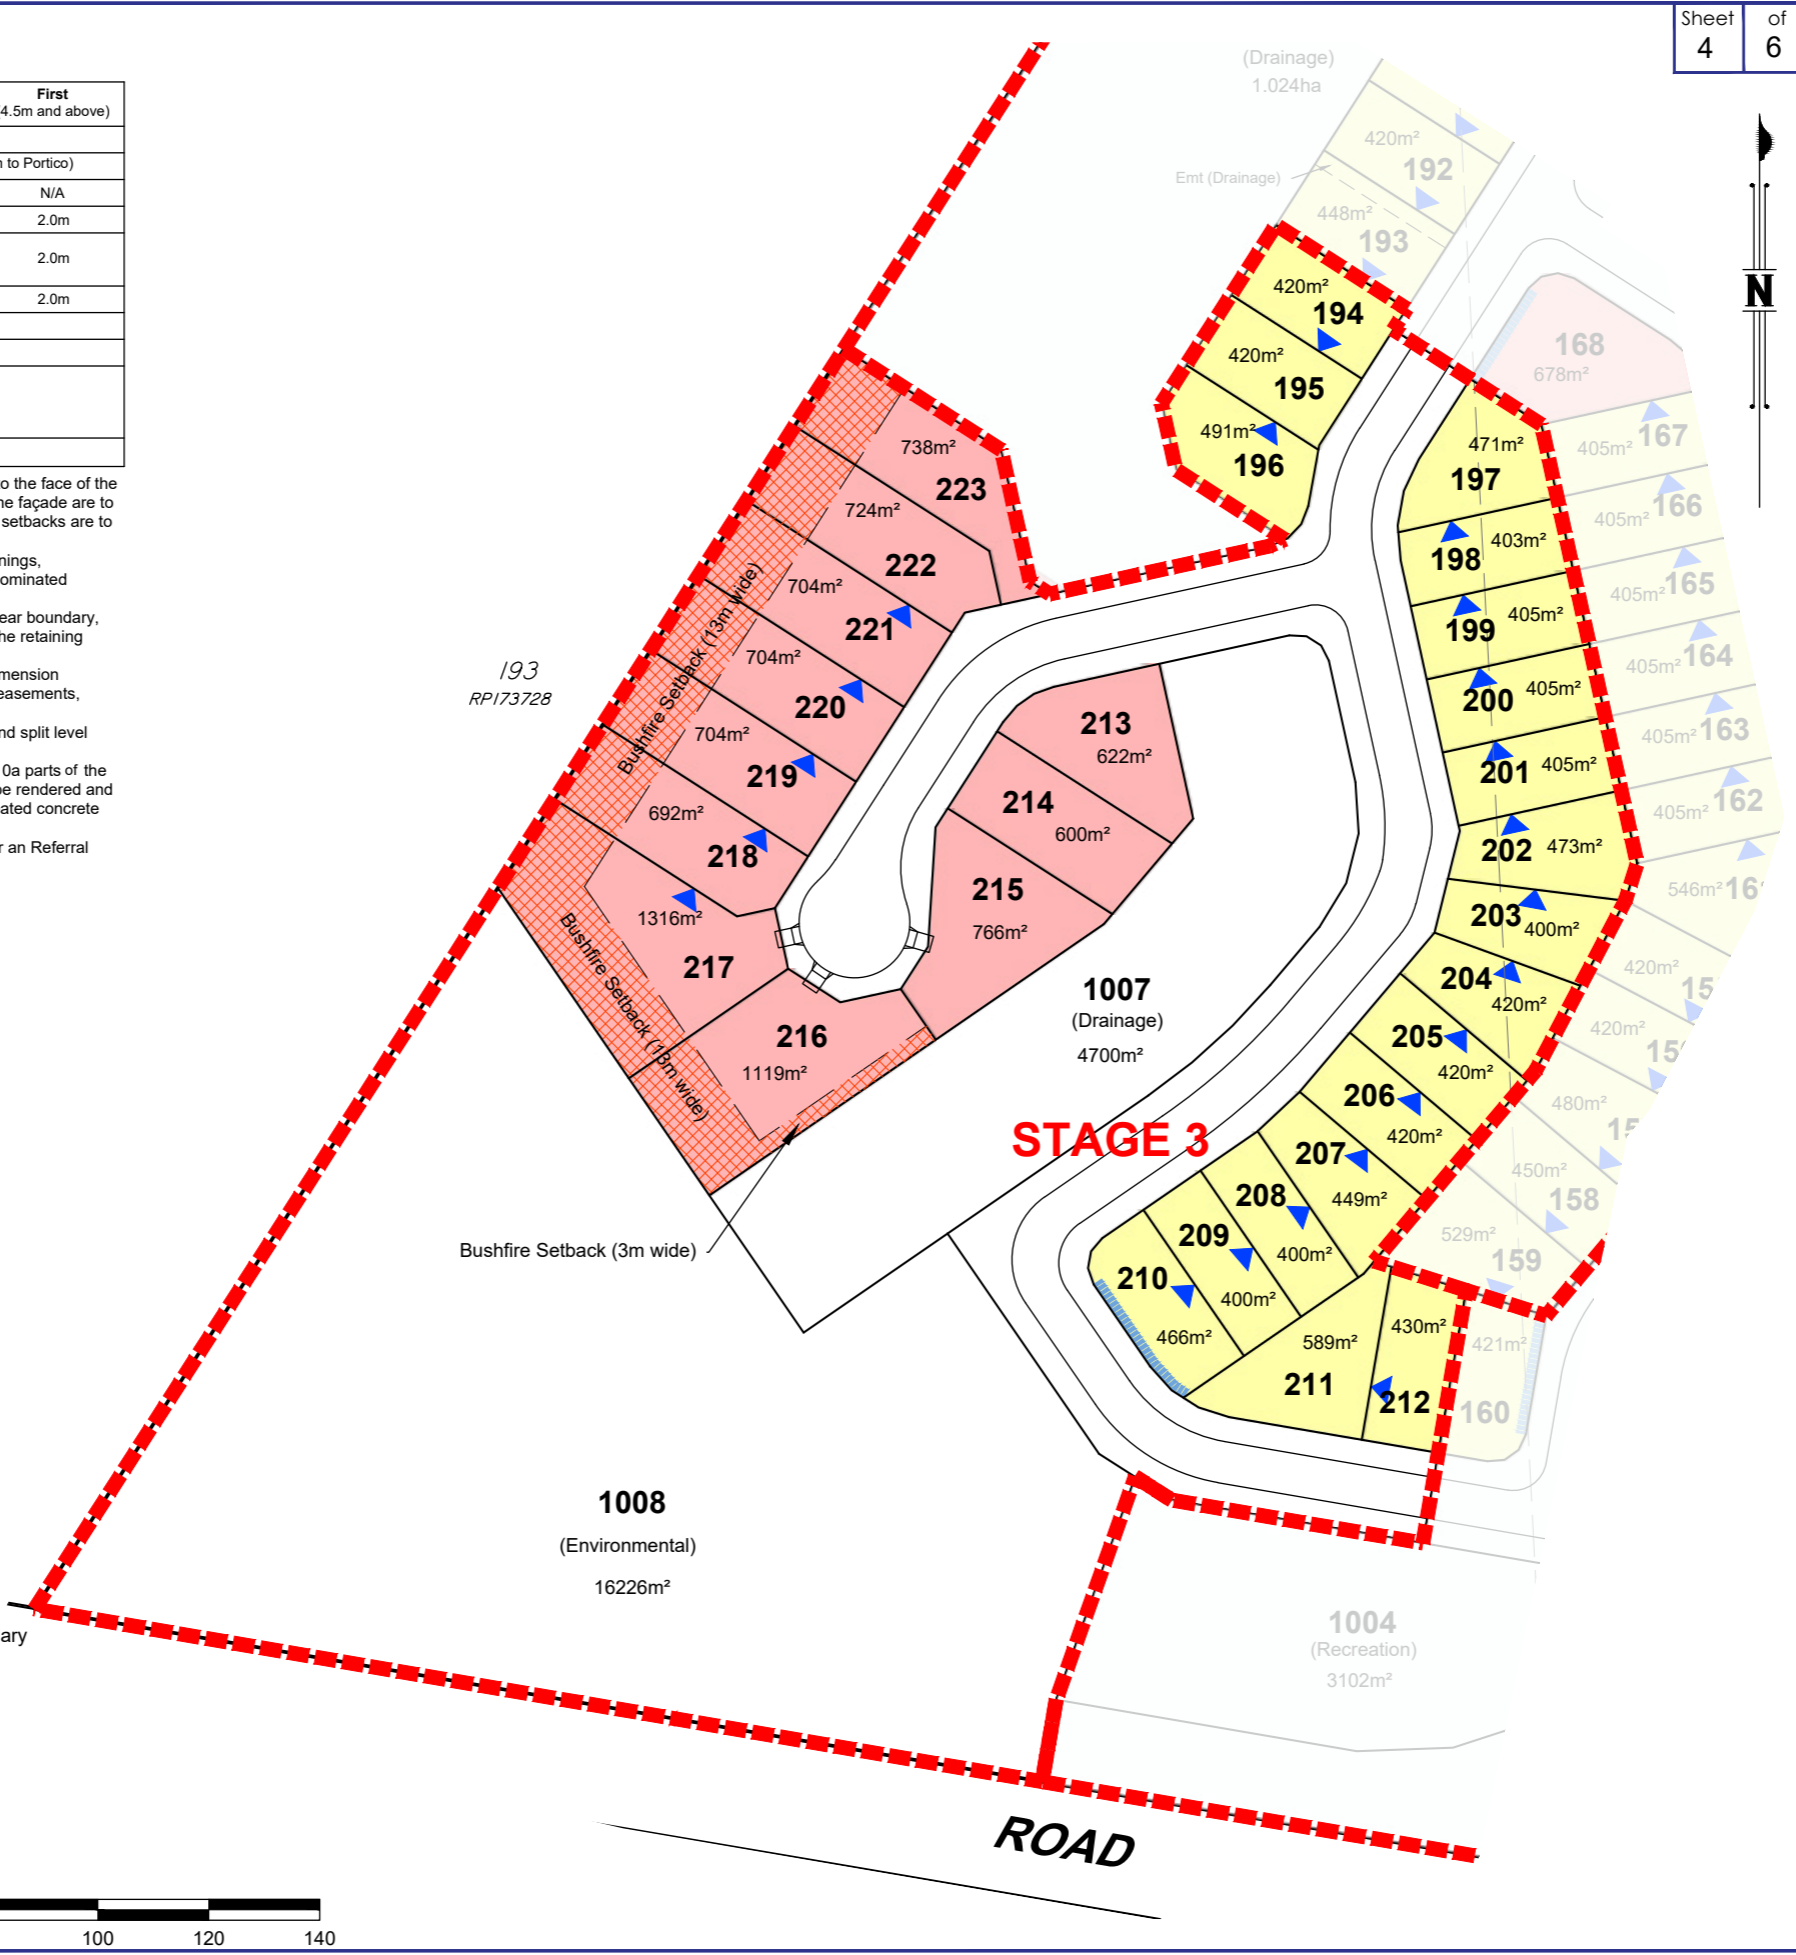 Sheet of
4 6
First
4.5m and above)
to Portico)
N/A
2.0m
2.0m
2.0m
to the face of the
façade are to
setbacks are to
ear boundary,
he retaining
easements,
nd split level
0a parts of the
be rendered and
ated concrete
r an Referral
ary
(Drainage)
1.024ha
420m²
192
Emt (Drainage)
448m²
193
420m²
194
420m²
195
491m²
196
N
168
678m²
471m²
197
405m² 167
405m² 166
198 403m²
405m² 165
199 405m²
405m² 164
200 405m²
405m² 163
201 405m²
405m² 162
202 473m²
546m²
203 400m²
420m²
204
420m²
420m²
205
420m²
480m²
206
420m²
450m²
158
207
449m²
529m²
159
208
400m²
209
400m²
210
466m²
589m²
211
430m²
212
421m²
160
738m²
223
724m²
222
704m²
221
704m²
220
704m²
219
692m²
218
1316m²
217
216
1119m²
213
622m²
214
600m²
215
766m²
193
RP173728
Bushfire Setback (13m wide)
Bushfire Setback (13m wide)
Bushfire Setback (3m wide)
1007
(Drainage)
4700m²
STAGE 3
1008
(Environmental)
16226m²
1004
(Recreation)
3102m²
ROAD
100 120 140